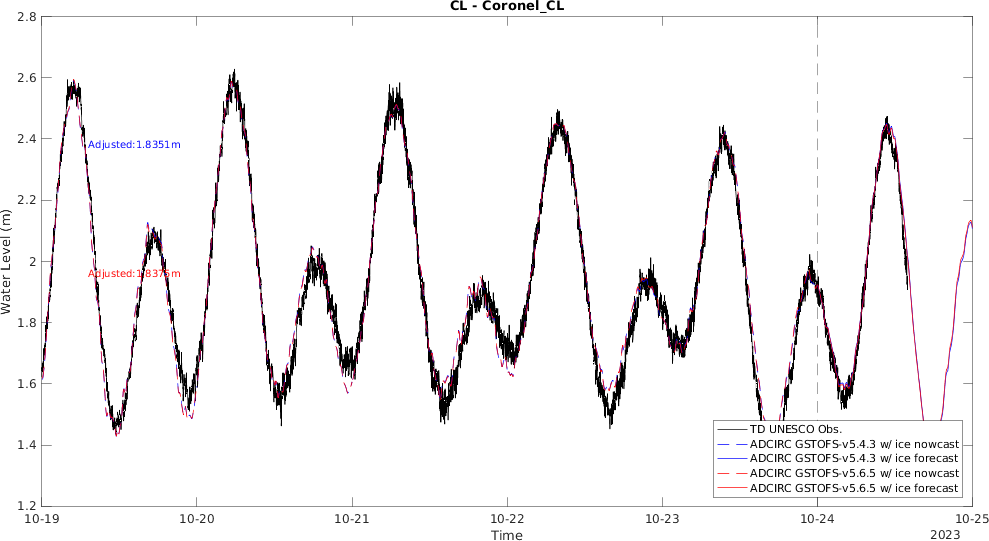 CL - Coronel_CL
2.8
2.6
2.4
2.2
2
1.8
1.6
1.4
1.2
Water Level (m)
Adjusted:1.8351m
Adjusted:1.8375m
TD UNESCO Obs.
ADCIRC GSTOFS-v5.4.3 w/ ice nowcast
ADCIRC GSTOFS-v5.4.3 w/ ice forecast
ADCIRC GSTOFS-v5.6.5 w/ ice nowcast
ADCIRC GSTOFS-v5.6.5 w/ ice forecast
10-19 10-20 10-21 10-22 10-23 10-24 10-25
Time
2023